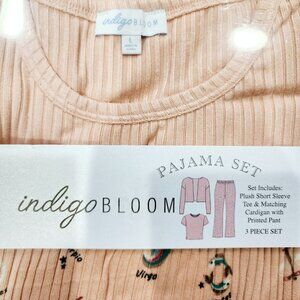 indigo BLOOM
L
PAJAMA SET
indigo BLOOM
Set Includes:
Plush Short Sleeve
Tee & Matching
Cardigan with
Printed Pant
3 PIECE SET
Virgo